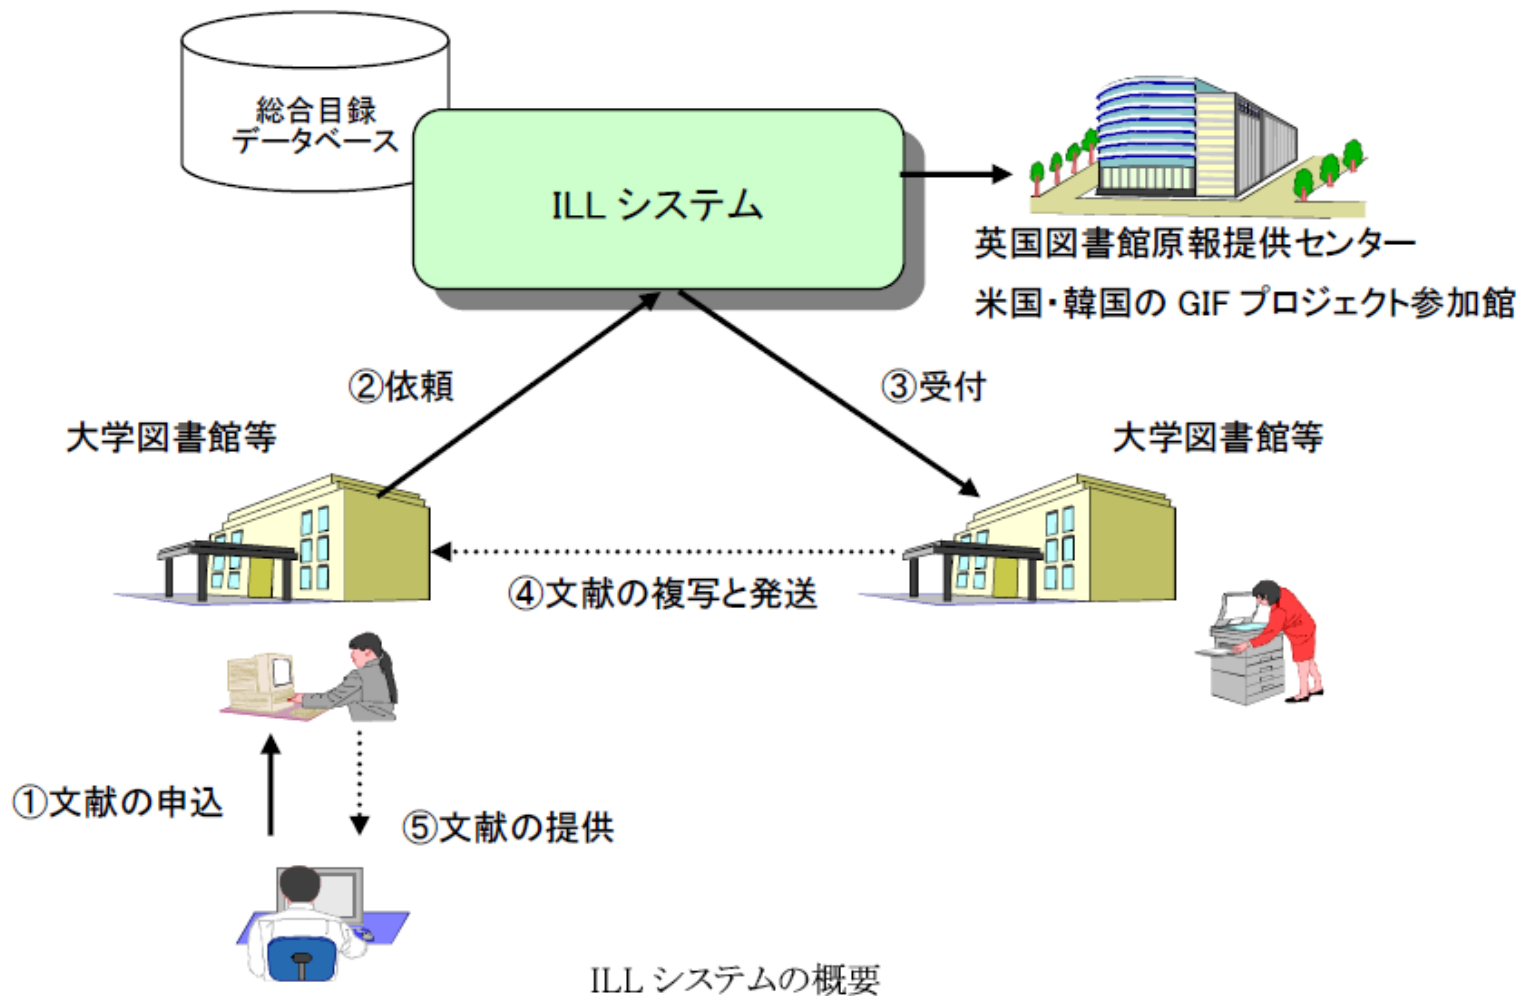 総合目録
データベース
ILL システム
英国図書館原報提供センター
米国・韓国の GIF プロジェクト参加館
②依頼
③受付
大学図書館等
大学図書館等
④文献の複写と発送
①文献の申込
⑤文献の提供
ILL システムの概要